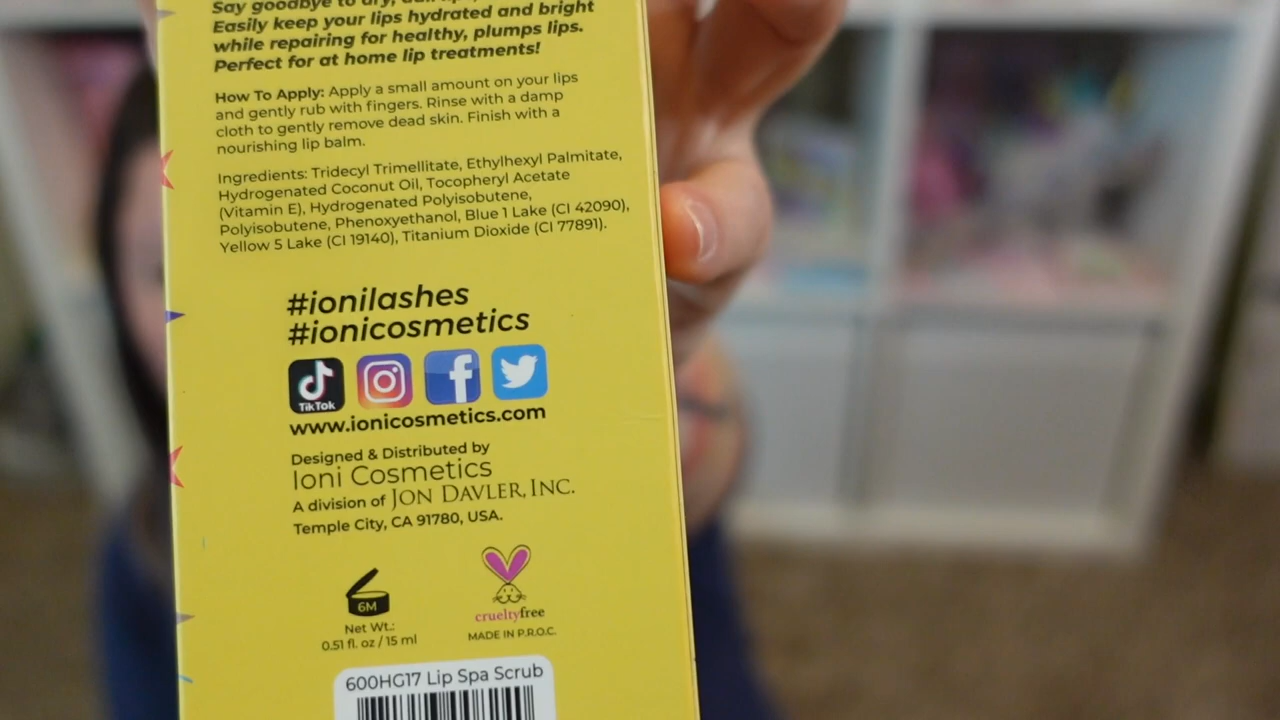 Say goodbye to dry,
Easily keep your lips hydrated and bright
while repairing for healthy, plumps lips.
Perfect for at home lip treatments!
How To Apply: Apply a small amount on your lips
and gently rub with fingers. Rinse with a damp
cloth to gently remove dead skin. Finish with a
nourishing lip balm.
Ingredients: Tridecyl Trimellitate, Ethylhexyl Palmitate,
Hydrogenated Coconut Oil, Tocopheryl Acetate
(Vitamin E), Hydrogenated Polyisobutene,
Polyisobutene, Phenoxyethanol, Blue 1 Lake (CI 42090),
Yellow 5 Lake (CI 19140), Titanium Dioxide (CI 77891).
#ionilashes
#ionicosmetics
TikTok
www.ionicosmetics.com
Designed & Distributed by
Ioni Cosmetics
A division of JON DAVLER, INC.
Temple City, CA 91780, USA.
6M
Net Wt.:
0.51 fl. oz / 15 ml
crueltyfree
MADE IN P.R.O.C.
600HG17 Lip Spa Scrub